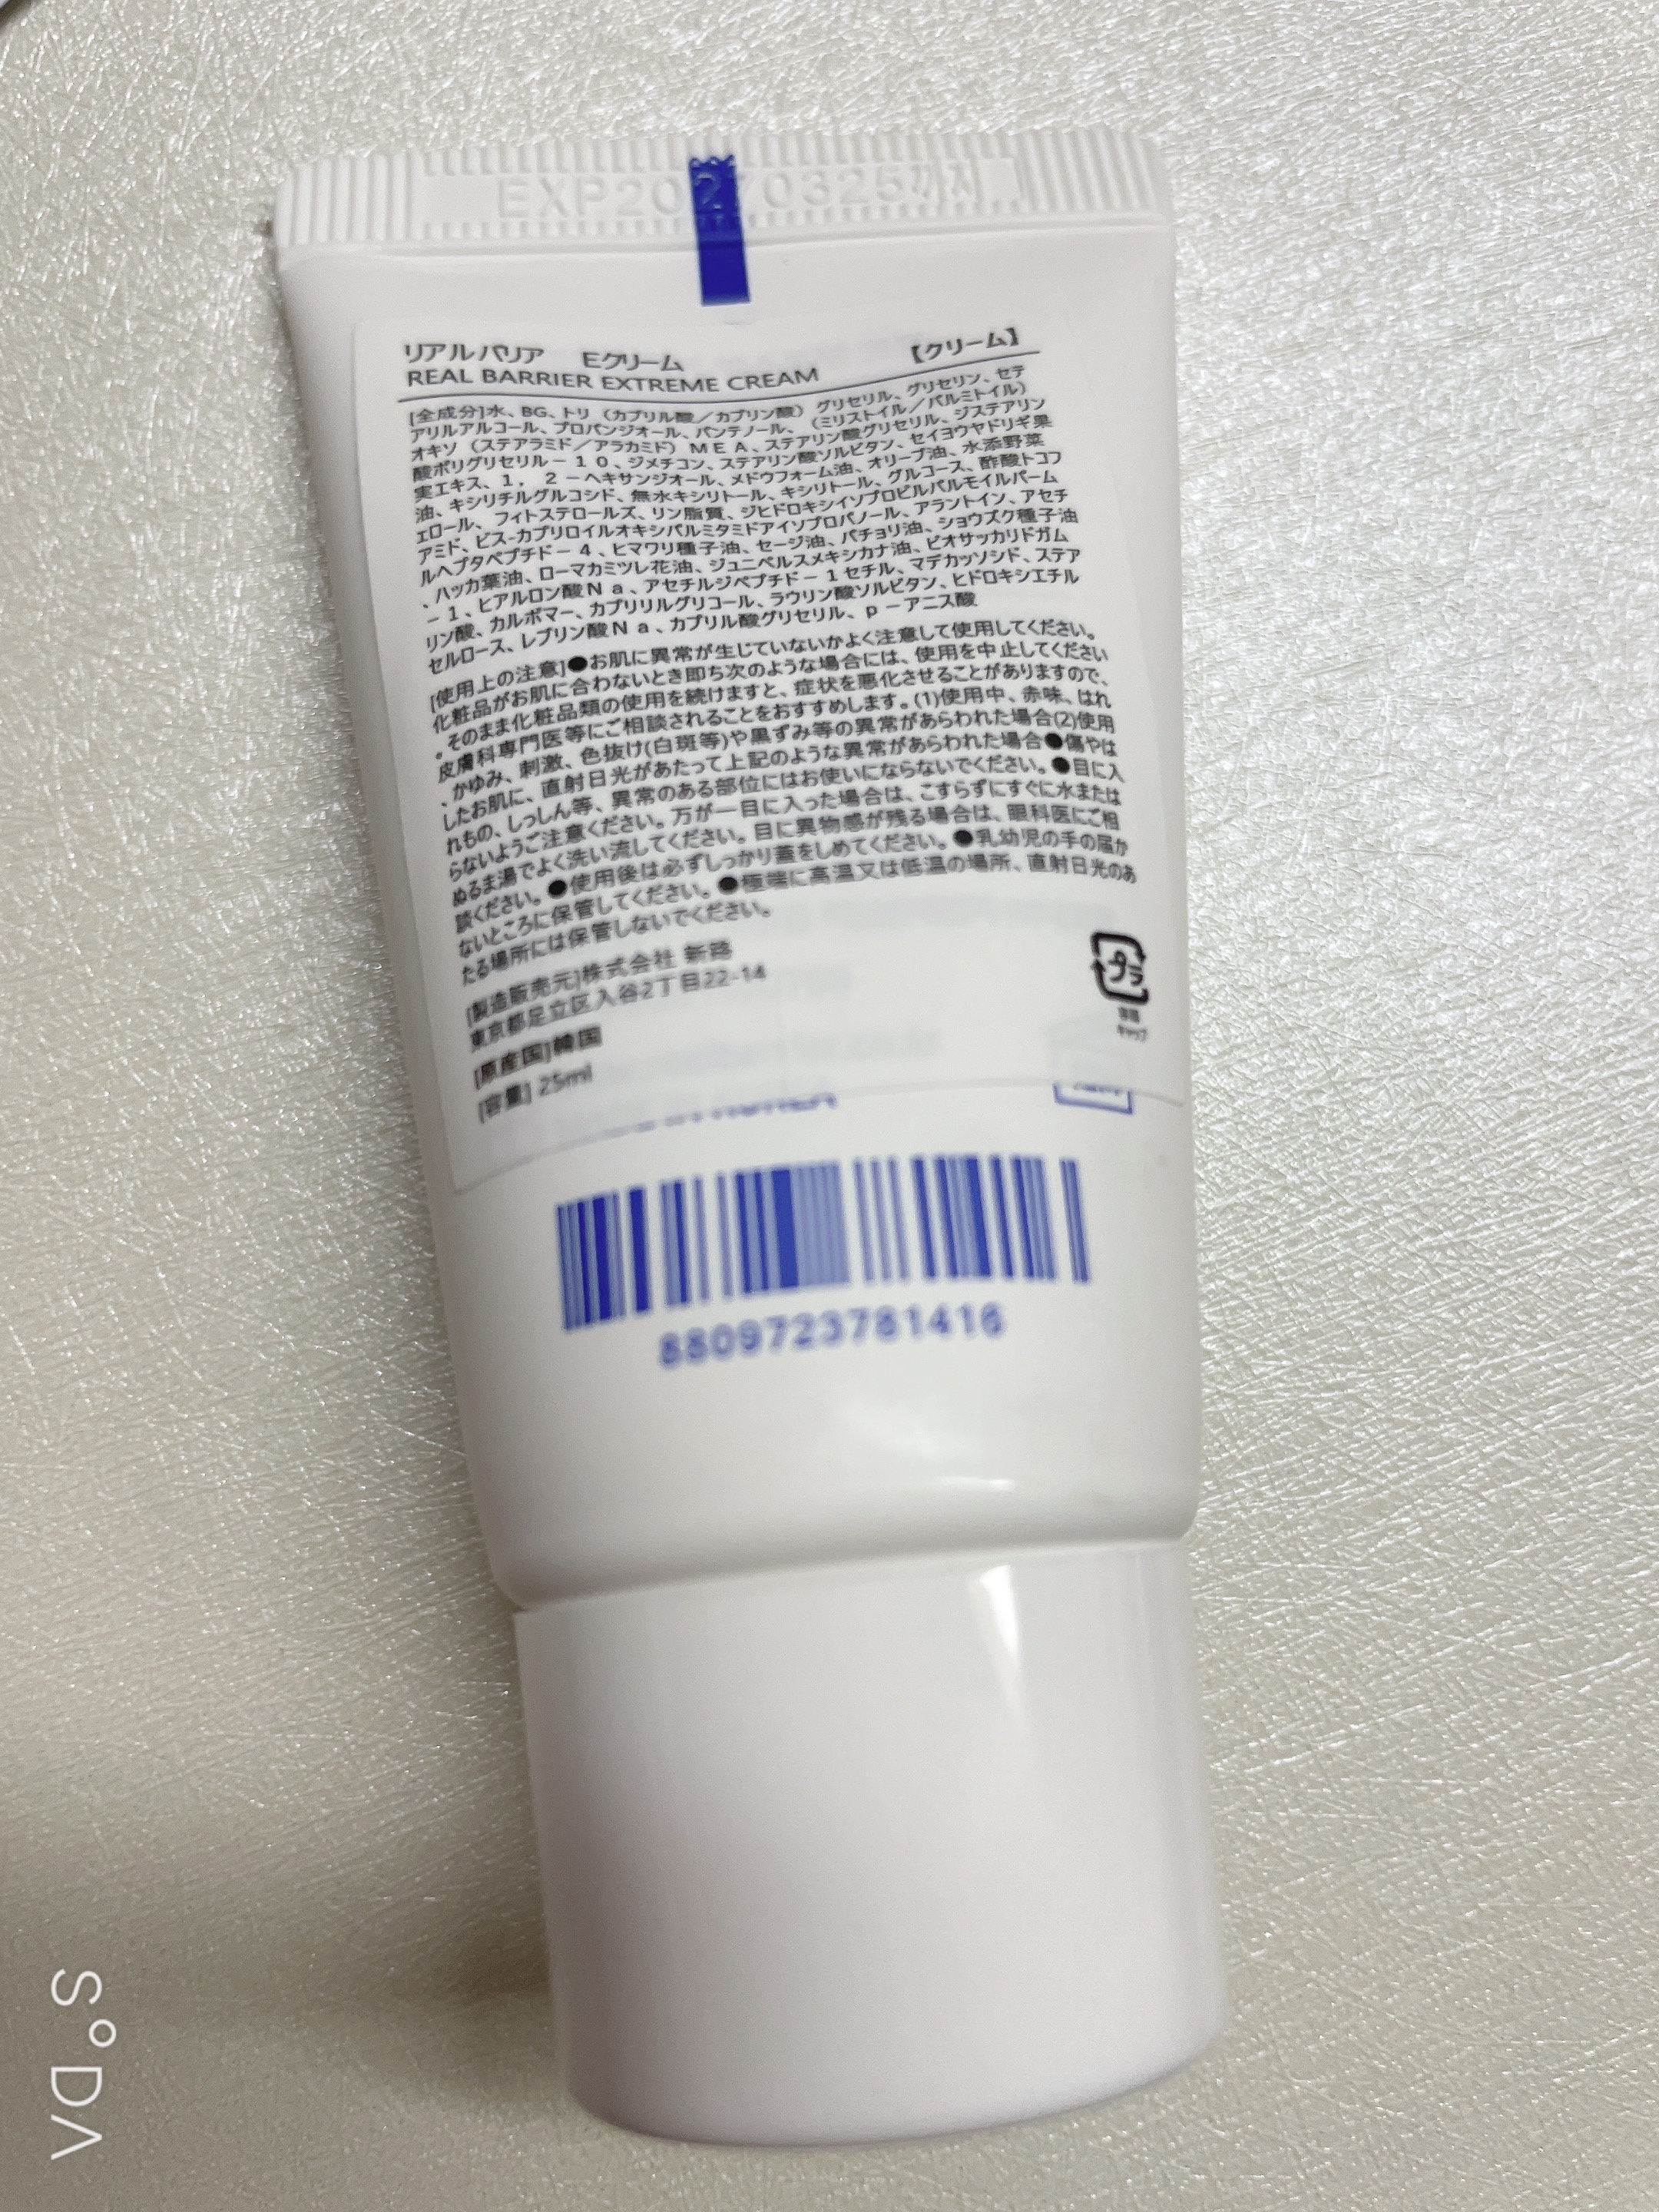 EXP20270325까지
リアルバリア Eクリーム 【クリーム】
REAL BARRIER EXTREME CREAM
[全成分]水、BG、トリ（カプリル酸／カプリン酸）グリセリル、グリセリン、セテ
アリルアルコール、プロパンジオール、パンテノール、（ミリストイル／パルミトイル）
オキソ（ステアラミド／アラカミド）ＭＥＡ、ステアリン酸グリセリル、ジステアリン
酸ポリグリセリル－１０、ジメチコン、ステアリン酸ソルビタン、セイヨウヤドリギ果
実エキス、１，２－ヘキサンジオール、メドウフォーム油、オリーブ油、水添野菜
油、キシリチルグルコシド、無水キシリトール、キシリトール、グルコース、酢酸トコフ
ェロール、フィトステロールズ、リン脂質、ジヒドロキシイソプロピルパルモイルパーム
アミド、ビス-カプリロイルオキシパルミタミドアイソプロパノール、アラントイン、アセチ
ルヘプタペプチド－４、ヒマワリ種子油、セージ油、パチョリ油、ショウズク種子油
、ハッカ葉油、ローマカミツレ花油、ジュニペルスメキシカナ油、ビオサッカリドガム
－１、ヒアルロン酸Ｎａ、アセチルジペプチド－１セチル、マデカッソシド、ステア
リン酸、カルボマー、カプリリルグリコール、ラウリン酸ソルビタン、ヒドロキシエチル
セルロース、レブリン酸Ｎａ、カプリル酸グリセリル、ｐ－アニス酸
[使用上の注意]●お肌に異常が生じていないかよく注意して使用してください。
化粧品がお肌に合わないとき即ち次のような場合には、使用を中止してください
。そのまま化粧品類の使用を続けますと、症状を悪化させることがありますので、
皮膚科専門医等にご相談されることをおすすめします。(1)使用中、赤味、はれ
、かゆみ、刺激、色抜け(白斑等)や黒ずみ等の異常があらわれた場合(2)使用
したお肌に、直射日光があたって上記のような異常があらわれた場合●傷やは
れもの、しっしん等、異常のある部位にはお使いにならないでください。●目に入
らないようご注意ください。万が一目に入った場合は、こすらずにすぐに水または
ぬるま湯でよく洗い流してください。目に異物感が残る場合は、眼科医にご相
談ください。●使用後は必ずしっかり蓋をしめてください。●乳幼児の手の届か
ないところに保管してください。●極端に高温又は低温の場所、直射日光のあ
たる場所には保管しないでください。
[製造販売元]株式会社 新路
東京都足立区入谷2丁目22-14
[原産国]韓国
[容量] 25ml
プラ
キャップ
8809723781416
SODA